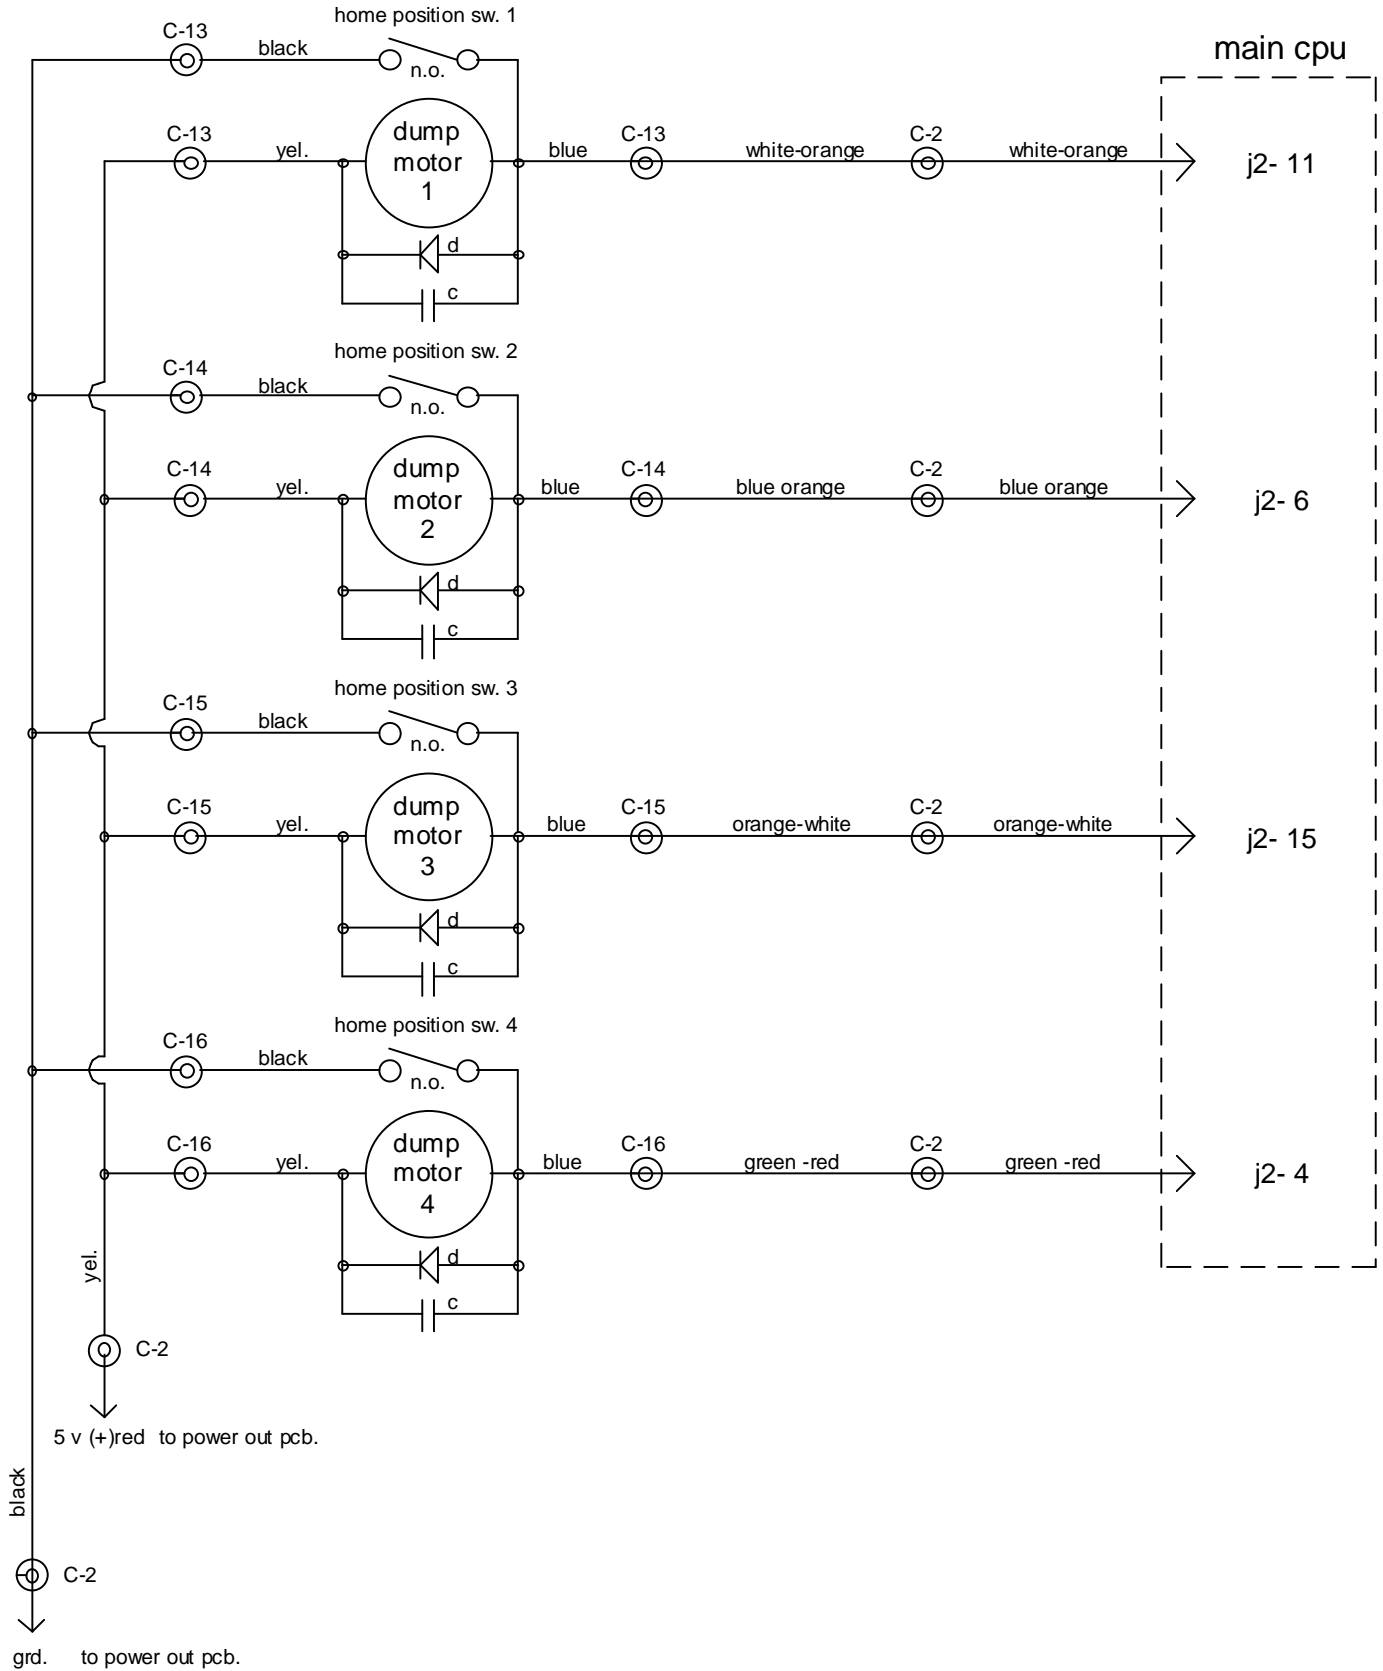 home position sw. 1
C-13
black
n.o.
main cpu
C-13
yel.
dump
motor
1
blue
C-13
white-orange
C-2
white-orange
j2- 11
d
c
home position sw. 2
C-14
black
n.o.
C-14
yel.
dump
motor
2
blue
C-14
blue orange
C-2
blue orange
j2- 6
d
c
home position sw. 3
C-15
black
n.o.
C-15
yel.
dump
motor
3
blue
C-15
orange-white
C-2
orange-white
j2- 15
d
c
home position sw. 4
C-16
black
n.o.
C-16
yel.
dump
motor
4
blue
C-16
green -red
C-2
green -red
j2- 4
d
c
yel.
C-2
5 v (+)red to power out pcb.
black
C-2
grd. to power out pcb.